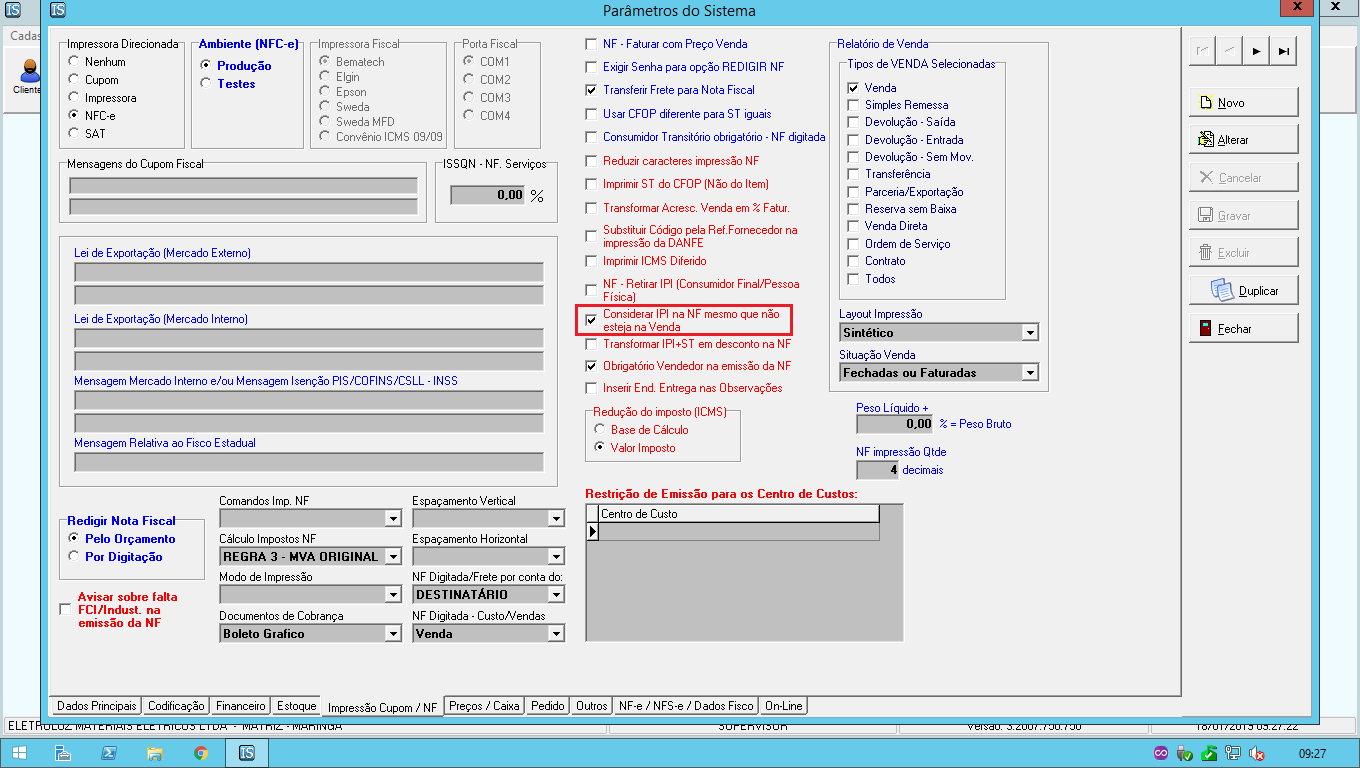 Parâmetros do Sistema
Cadas
Cliente
Impressora Direcionada
Nenhum
Cupom
Impressora
NFC-e
SAT
Ambiente (NFC-e)
Produção
Testes
Impressora Fiscal
Bematech
Elgin
Epson
Sweda
Sweda MFD
Convênio ICMS 09/09
Porta Fiscal
COM1
COM2
COM3
COM4
Mensagens do Cupom Fiscal
ISSQN - NF. Serviços
0,00 %
Lei de Exportação (Mercado Externo)
Lei de Exportação (Mercado Interno)
Mensagem Mercado Interno e/ou Mensagem Isenção PIS/COFINS/CSLL - INSS
Mensagem Relativa ao Fisco Estadual
Redigir Nota Fiscal
Pelo Orçamento
Por Digitação
Avisar sobre falta
FCI/Indust. na
emissão da NF
Comandos Imp. NF
Cálculo Impostos NF
REGRA 3 - MVA ORIGINAL
Modo de Impressão
Documentos de Cobrança
Boleto Grafico
Espaçamento Vertical
Espaçamento Horizontal
NF Digitada/Frete por conta do:
DESTINATÁRIO
NF Digitada - Custo/Vendas
Venda
NF - Faturar com Preço Venda
Exigir Senha para opção REDIGIR NF
Transferir Frete para Nota Fiscal
Usar CFOP diferente para ST iguais
Consumidor Transitório obrigatório - NF digitada
Reduzir caracteres impressão NF
Imprimir ST do CFOP (Não do Item)
Transformar Acresc. Venda em % Fatur.
Substituir Código pela Ref.Fornecedor na
impressão da DANFE
Imprimir ICMS Diferido
NF - Retirar IPI (Consumidor Final/Pessoa
Física)
Considerar IPI na NF mesmo que não
esteja na Venda
Transformar IPI+ST em desconto na NF
Obrigatório Vendedor na emissão da NF
Inserir End. Entrega nas Observações
Redução do imposto (ICMS)
Base de Cálculo
Valor Imposto
Restrição de Emissão para os Centro de Custos:
Centro de Custo
Relatório de Venda
Tipos de VENDA Selecionadas
Venda
Simples Remessa
Devolução - Saída
Devolução - Entrada
Devolução - Sem Mov.
Transferência
Parceria/Exportação
Reserva sem Baixa
Venda Direta
Ordem de Serviço
Contrato
Todos
Layout Impressão
Sintético
Situação Venda
Fechadas ou Faturadas
Peso Líquido +
0,00 % = Peso Bruto
NF impressão Qtde
4 decimais
Novo
Alterar
Cancelar
Gravar
Excluir
Duplicar
Fechar
Dados Principais
Codificação
Financeiro
Estoque
Impressão Cupom / NF
Preços / Caixa
Pedido
Outros
NF-e / NFS-e / Dados Fisco
On-Line
ELETROLUZ MATERIAIS ELETRICOS LTDA - MATRIZ - MARINGA
SUPERVISOR
Versão: 3.2007.750.750
18/01/2019 09:27:22
09:27